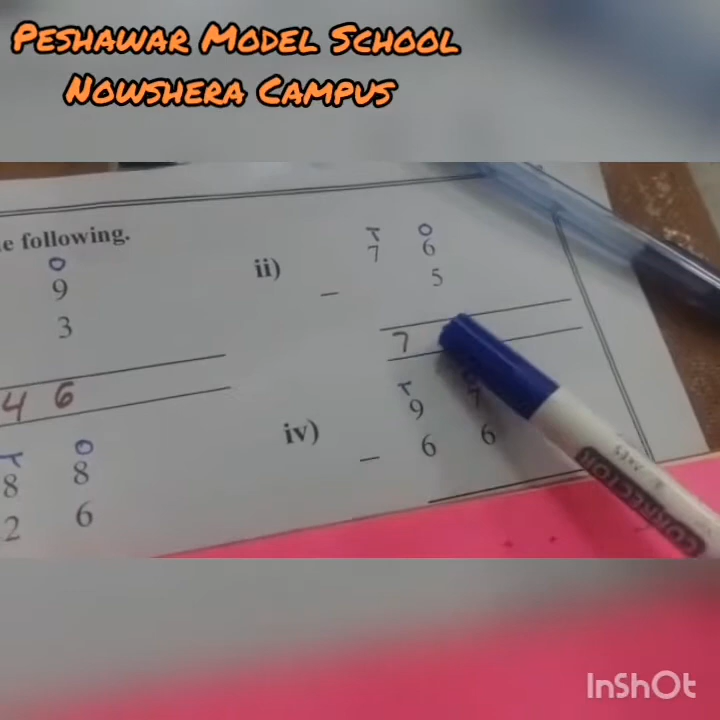 PESHAWAR MODEL SCHOOL
NOWSHERA CAMPUS
e following.
O
9
3
4 6
T O
8 8
2 6
ii)
T O
7 6
- 5
7
iv)
T
9 7
- 6 6
CORRECTOR
InShOt